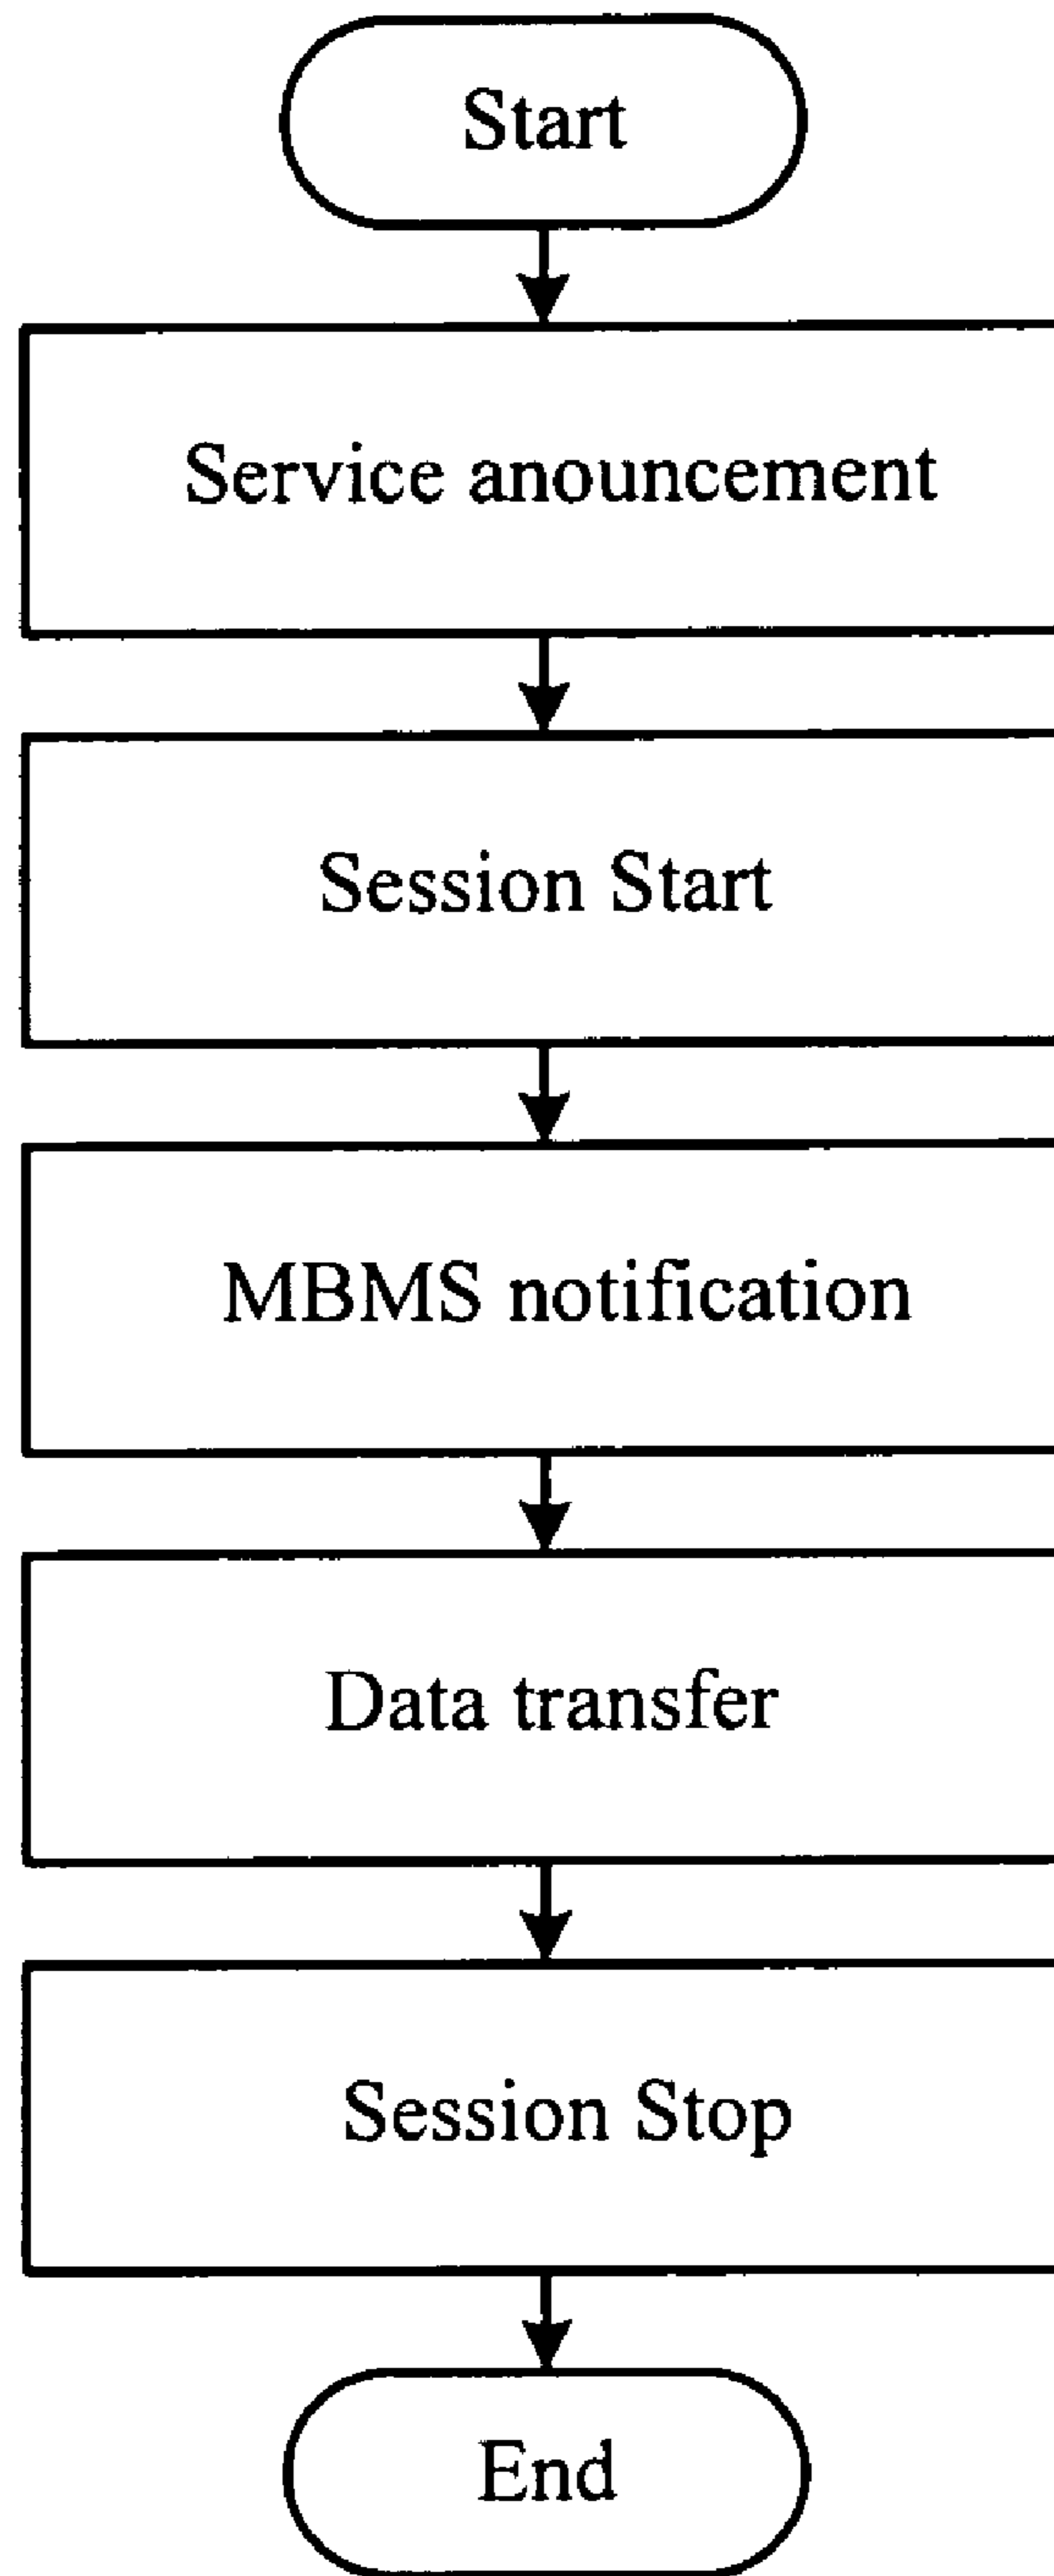 Start
Service anouncement
Session Start
MBMS notification
Data transfer
Session Stop
End